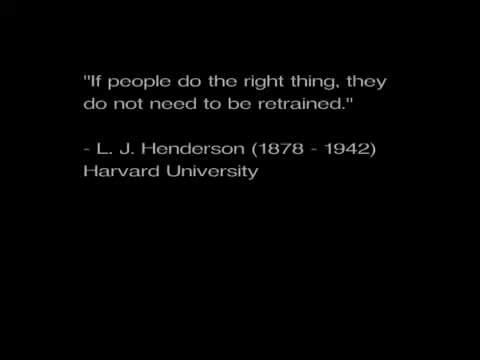 "If people do the right thing, they
do not need to be retrained."
- L. J. Henderson (1878 - 1942)
Harvard University